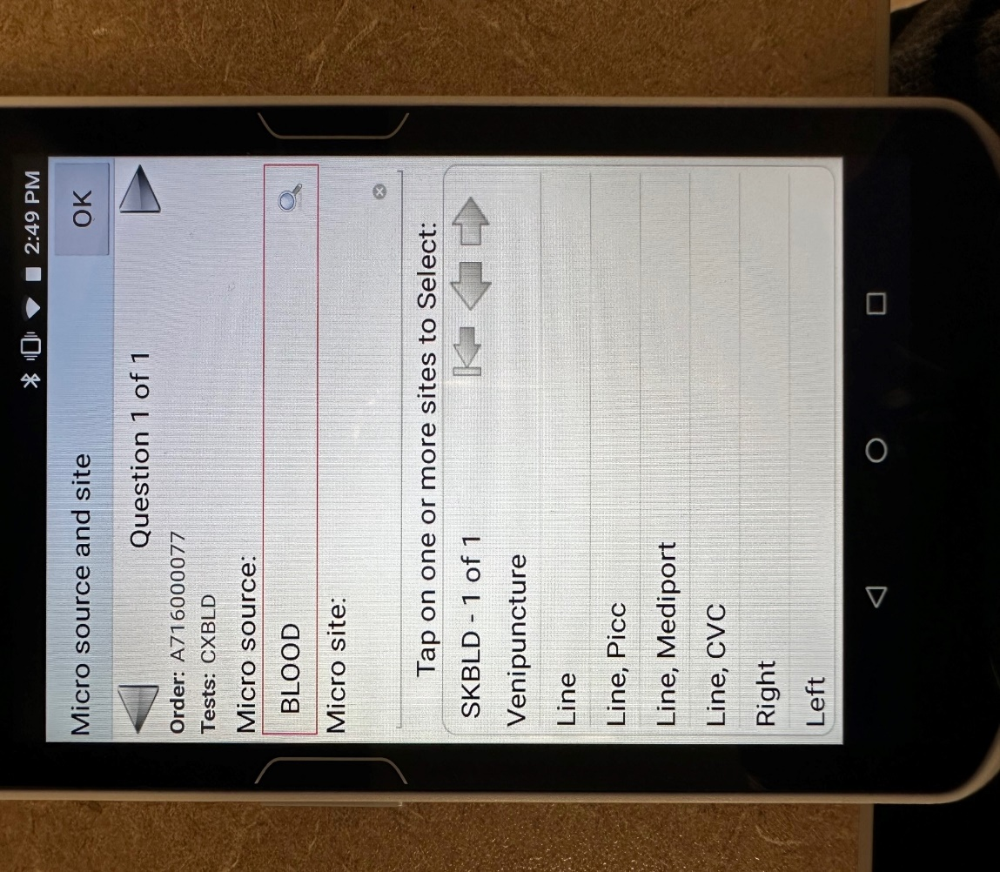 2:49 PM
Micro source and site
OK
Question 1 of 1
Order: A716000077
Tests: CXBLD
Micro source:
BLOOD
Micro site:
Tap on one or more sites to Select:
SKBLD - 1 of 1
Venipuncture
Line
Line, Picc
Line, Mediport
Line, CVC
Right
Left